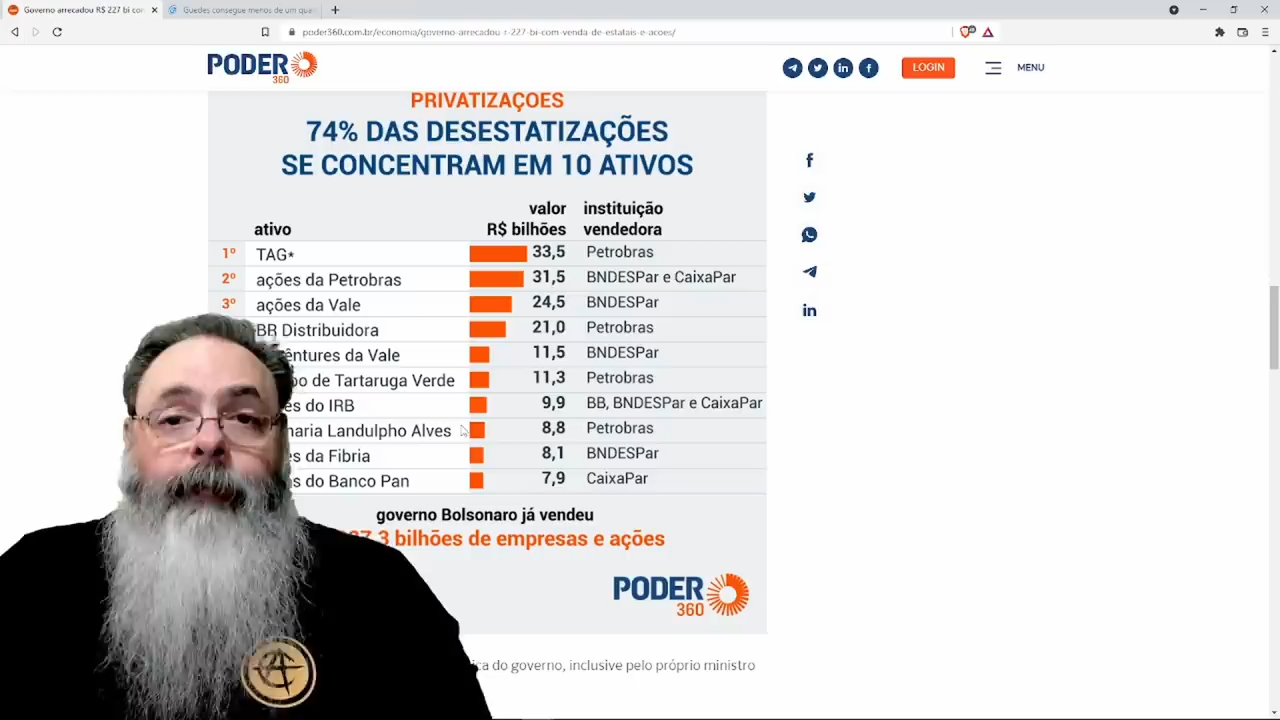 Governo arrecadou R$ 227 bi co
Guedes consegue menos de um qua
poder360.com.br/economia/governo-arrecadou-r-227-bi-com-venda-de-estatais-e-acoes/
PODER
360
LOGIN
MENU
PRIVATIZAÇOES
74% DAS DESESTATIZAÇÕES
SE CONCENTRAM EM 10 ATIVOS
ativo
valor
R$ bilhões
instituição
vendedora
1º TAG* 33,5 Petrobras
2º ações da Petrobras 31,5 BNDESPar e CaixaPar
3º ações da Vale 24,5 BNDESPar
BR Distribuidora 21,0 Petrobras
ntures da Vale 11,5 BNDESPar
po de Tartaruga Verde 11,3 Petrobras
es do IRB 9,9 BB, BNDESPar e CaixaPar
naria Landulpho Alves 8,8 Petrobras
es da Fibria 8,1 BNDESPar
s do Banco Pan 7,9 CaixaPar
governo Bolsonaro já vendeu
27,3 bilhões de empresas e ações
PODER
360
ca do governo, inclusive pelo próprio ministro